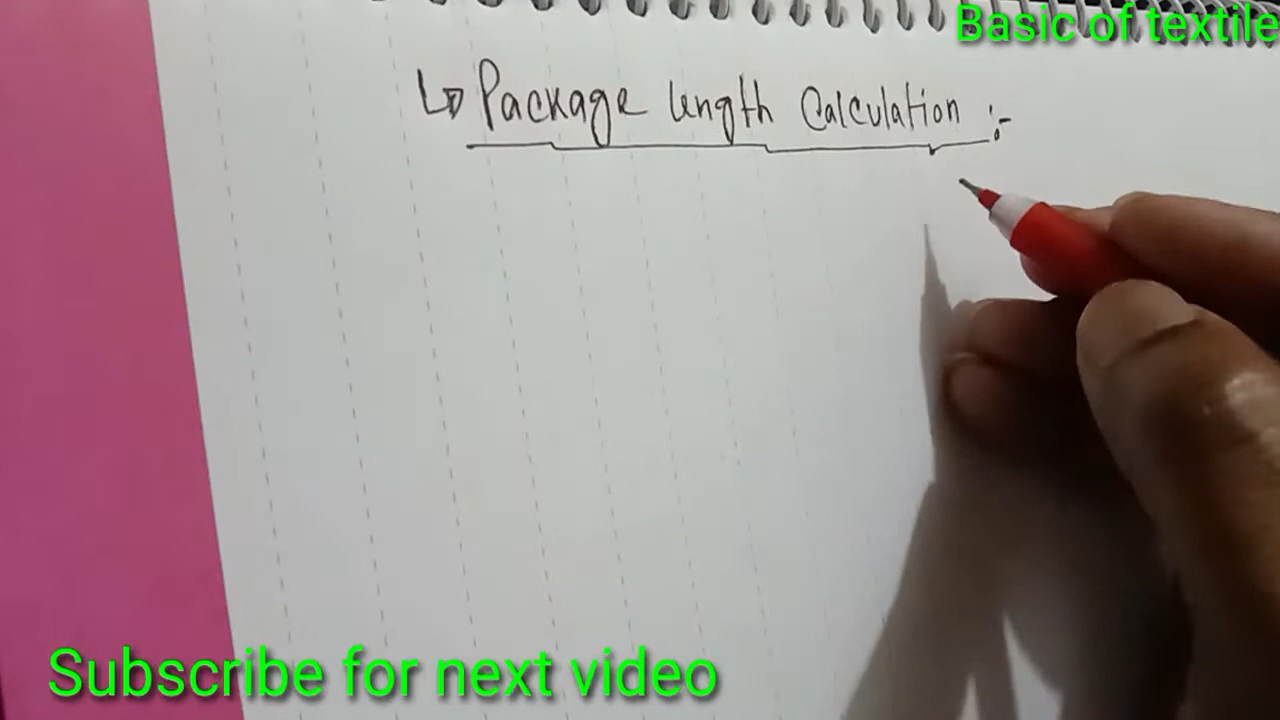 Basic of textile
↳ Package length Calculation :-
Subscribe for next video